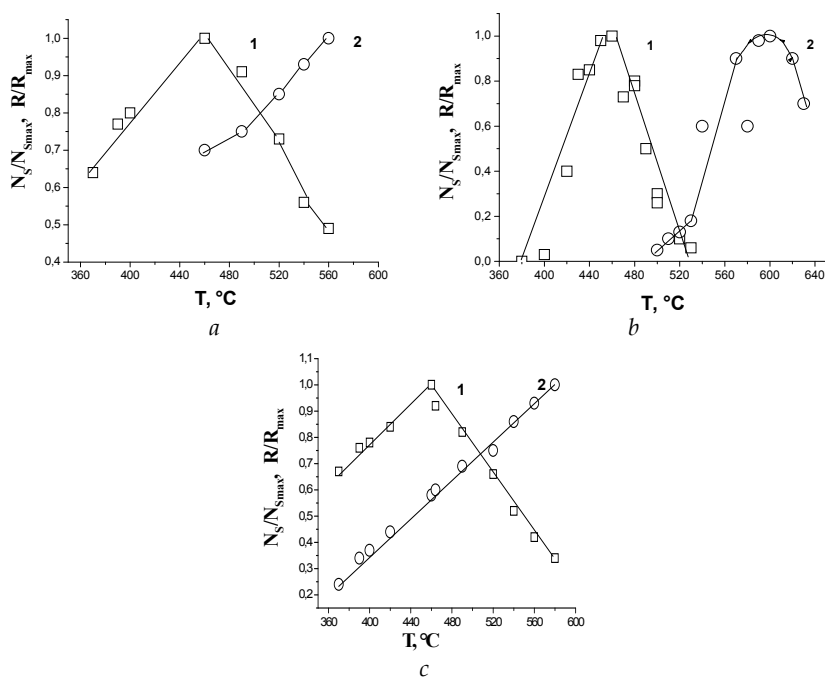 N_S/N_Smax, R/R_max
1,0
0,9
0,8
0,7
0,6
0,5
0,4
1
2
360 400 440 480 520 560 600
T, °C
a
N_S/N_Smax, R/R_max
1,0
0,8
0,6
0,4
0,2
0,0
1
2
360 400 440 480 520 560 600 640
T, °C
b
N_S/N_Smax, R/R_max
1,1
1,0
0,9
0,8
0,7
0,6
0,5
0,4
0,3
0,2
1
2
360 400 440 480 520 560 600
T, °C
c